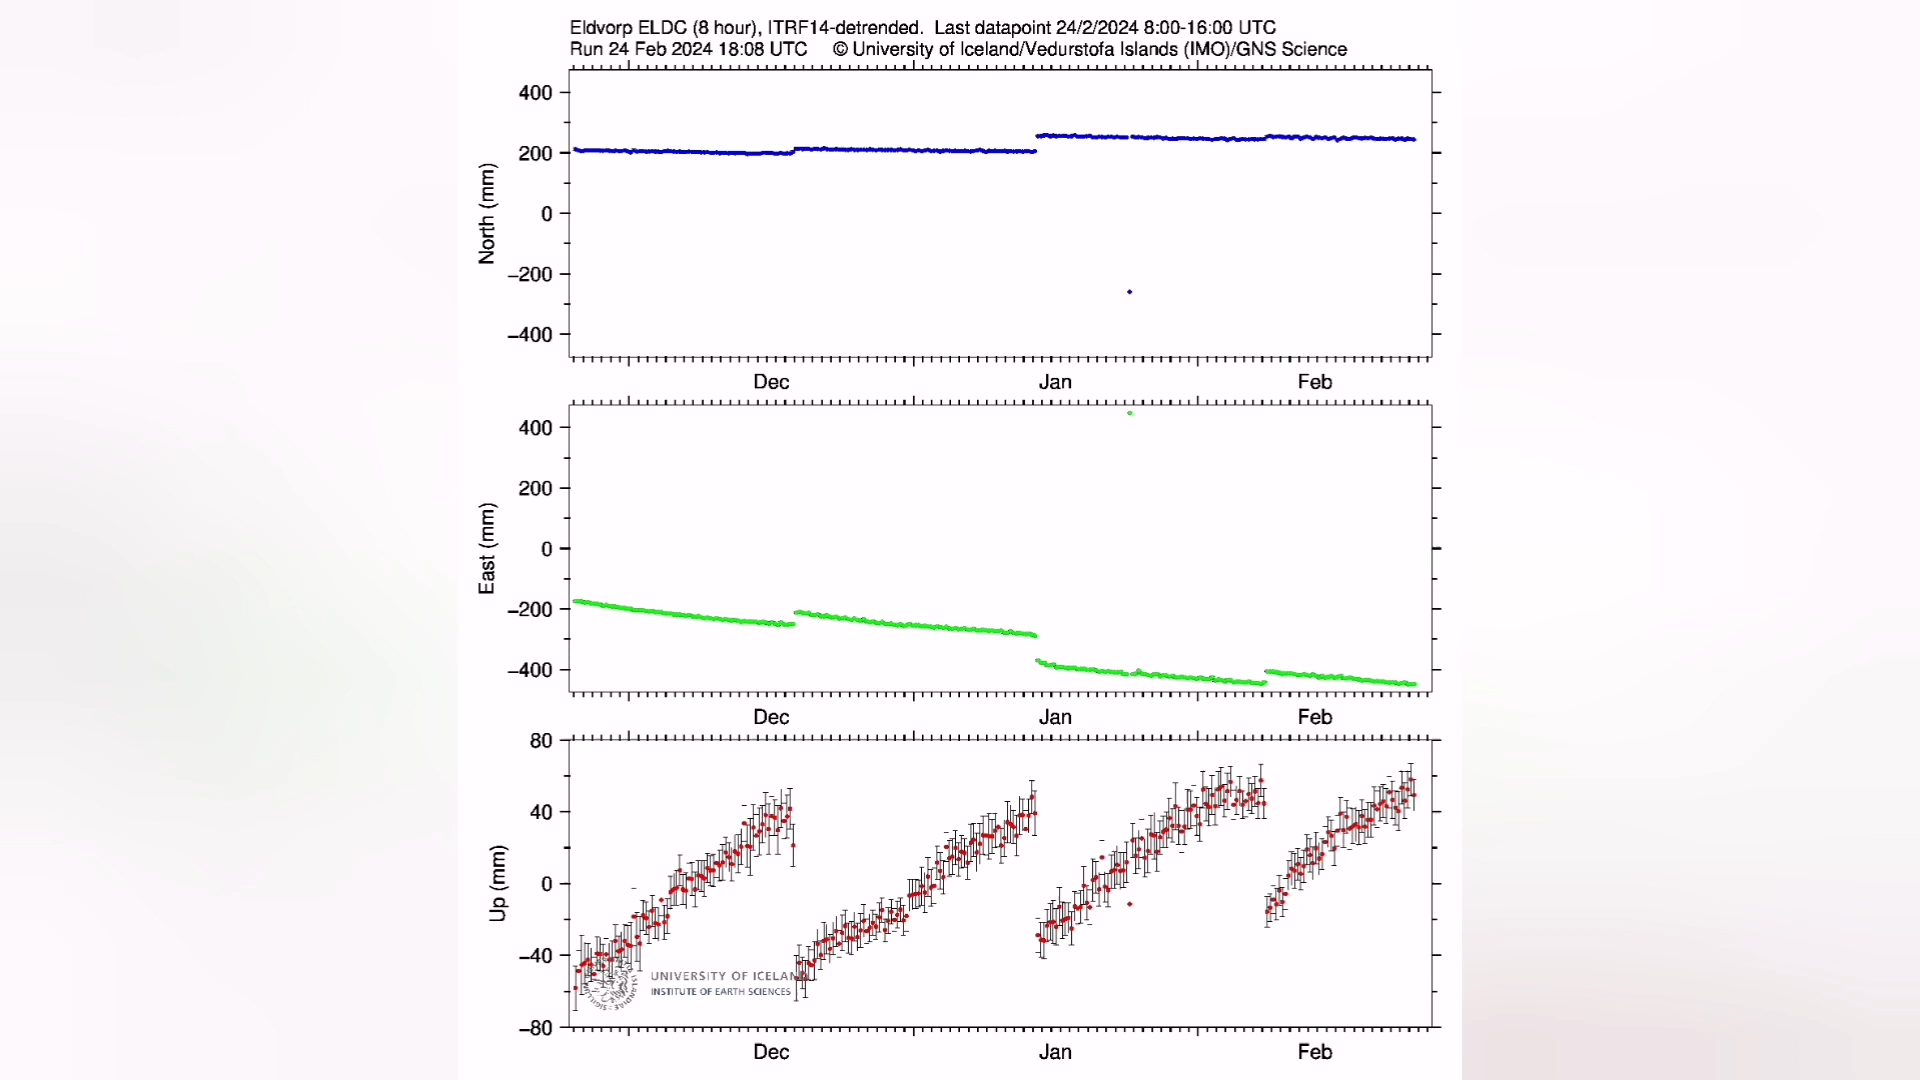 Eldvorp ELDC (8 hour), ITRF14-detrended. Last datapoint 24/2/2024 8:00-16:00 UTC
Run 24 Feb 2024 18:08 UTC © University of Iceland/Vedurstofa Islands (IMO)/GNS Science
400
200
0
−200
−400
North (mm)
Dec Jan Feb
400
200
0
−200
−400
East (mm)
Dec Jan Feb
80
40
0
−40
−80
Up (mm)
UNIVERSITY OF ICELAN
INSTITUTE OF EARTH SCIENCES
Dec Jan Feb